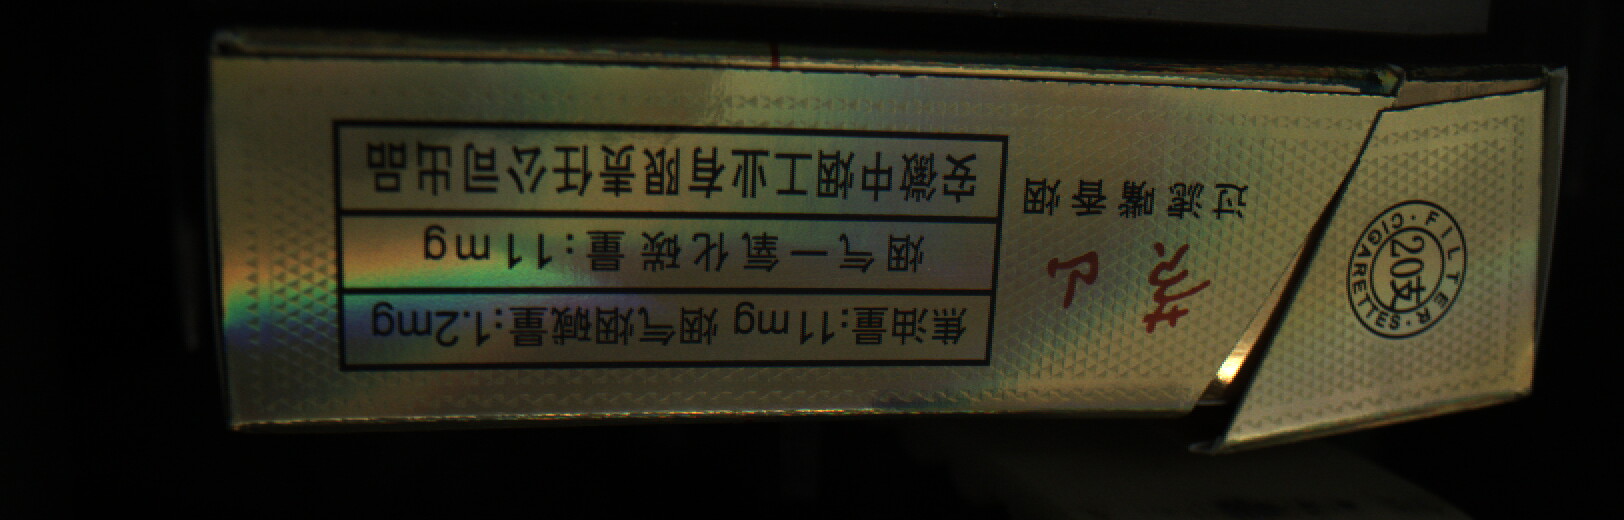 FILTER·CIGARETTES·
20支
黄山
过滤嘴香烟
焦油量:11mg 烟气烟碱量:1.2mg
烟气一氧化碳量:11mg
安徽中烟工业有限责任公司出品